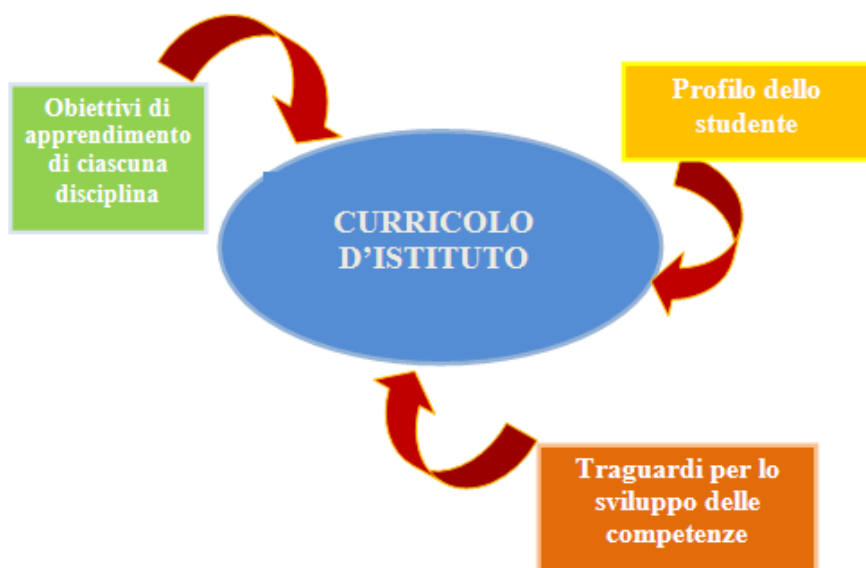 Obiettivi di
apprendimento
di ciascuna
disciplina
Profilo dello
studente
CURRICOLO
D'ISTITUTO
Traguardi per lo
sviluppo delle
competenze